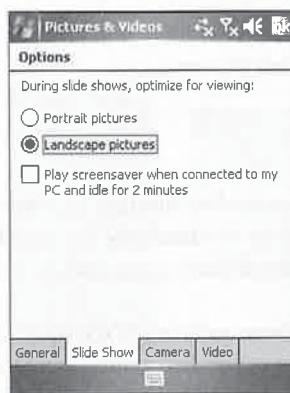 Pictures & Videos ok
Options
During slide shows, optimize for viewing:
Portrait pictures
Landscape pictures
Play screensaver when connected to my
PC and idle for 2 minutes
General Slide Show Camera Video